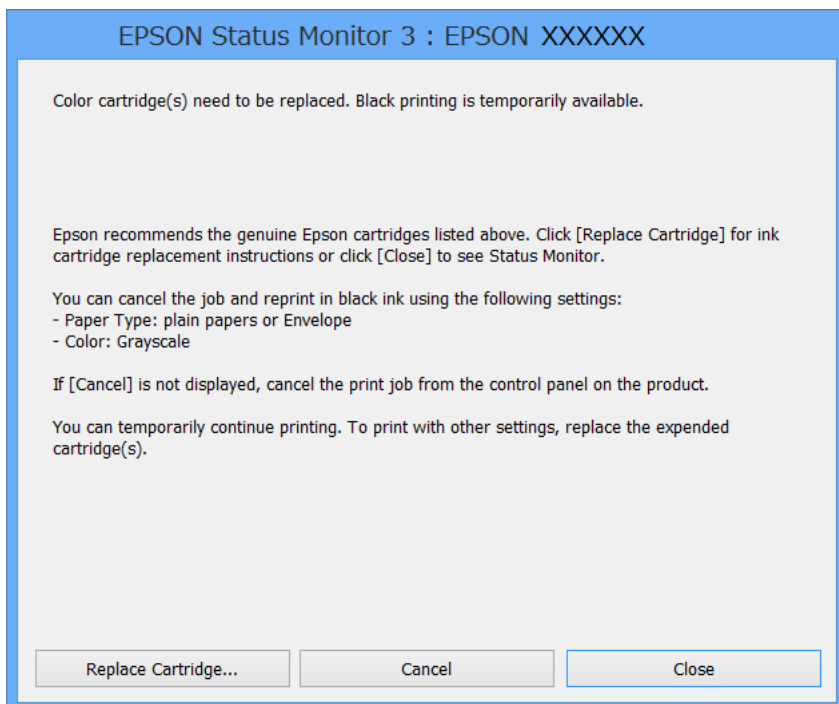 EPSON Status Monitor 3 : EPSON XXXXXX
Color cartridge(s) need to be replaced. Black printing is temporarily available.
Epson recommends the genuine Epson cartridges listed above. Click [Replace Cartridge] for ink
cartridge replacement instructions or click [Close] to see Status Monitor.
You can cancel the job and reprint in black ink using the following settings:
- Paper Type: plain papers or Envelope
- Color: Grayscale
If [Cancel] is not displayed, cancel the print job from the control panel on the product.
You can temporarily continue printing. To print with other settings, replace the expended
cartridge(s).
Replace Cartridge... Cancel Close